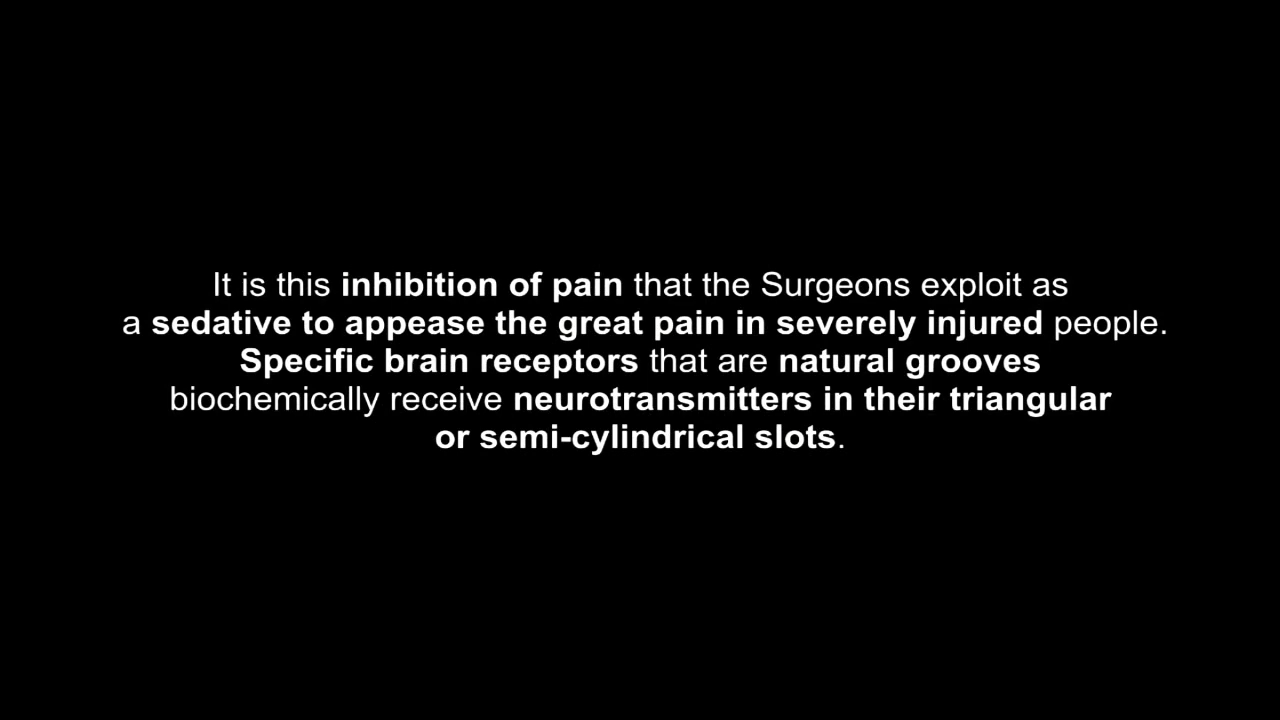 It is this inhibition of pain that the Surgeons exploit as
a sedative to appease the great pain in severely injured people.
Specific brain receptors that are natural grooves
biochemically receive neurotransmitters in their triangular
or semi-cylindrical slots.